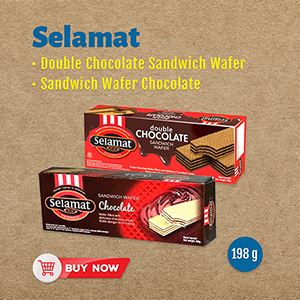 Selamat
• Double Chocolate Sandwich Wafer
• Sandwich Wafer Chocolate
Selamat
double
CHOCOLATE
SANDWICH
WAFER
Selamat
SANDWICH WAFER
Chocolate
198 g
BUY NOW